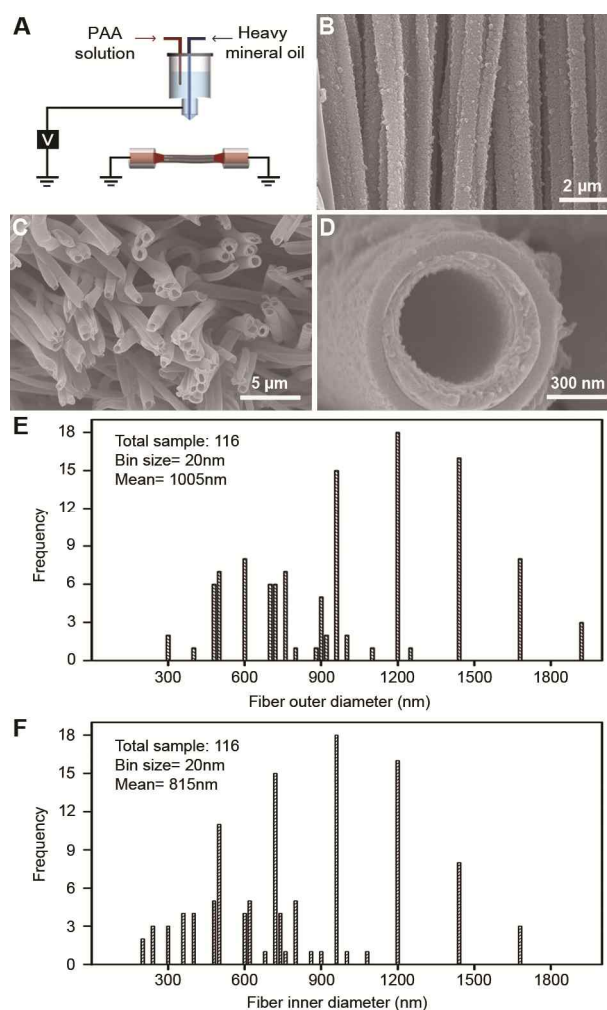 A
PAA solution
Heavy mineral oil
V
B
2 µm
C
5 µm
D
300 nm
E
Total sample: 116
Bin size= 20nm
Mean= 1005nm
Frequency
18
15
12
9
6
3
0
300 600 900 1200 1500 1800
Fiber outer diameter (nm)
F
Total sample: 116
Bin size= 20nm
Mean= 815nm
Frequency
18
15
12
9
6
3
0
300 600 900 1200 1500 1800
Fiber inner diameter (nm)